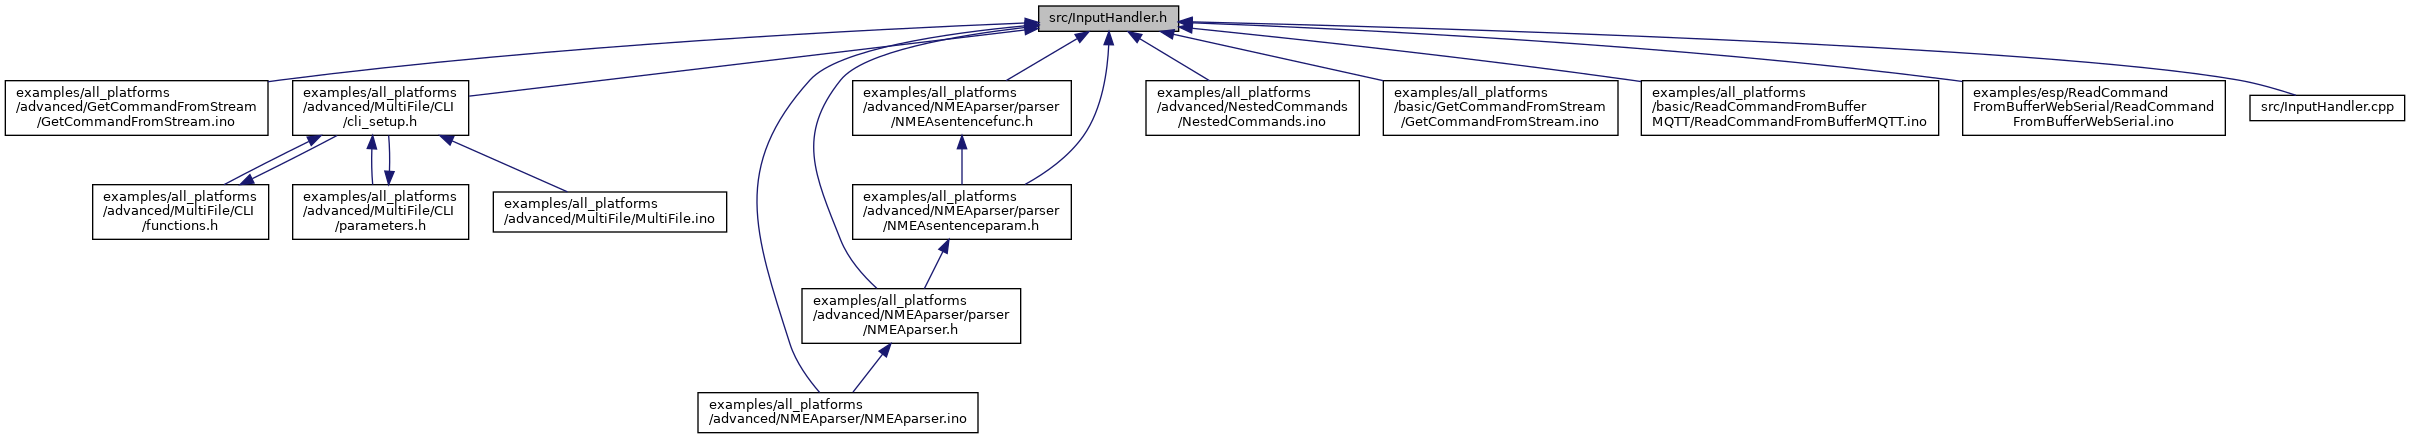 src/InputHandler.h
examples/all_platforms
/advanced/GetCommandFromStream
/GetCommandFromStream.ino
examples/all_platforms
/advanced/MultiFile/CLI
/cli_setup.h
examples/all_platforms
/advanced/NMEAparser/parser
/NMEAsentencefunc.h
examples/all_platforms
/advanced/NestedCommands
/NestedCommands.ino
examples/all_platforms
/basic/GetCommandFromStream
/GetCommandFromStream.ino
examples/all_platforms
/basic/ReadCommandFromBuffer
MQTT/ReadCommandFromBufferMQTT.ino
examples/esp/ReadCommand
FromBufferWebSerial/ReadCommand
FromBufferWebSerial.ino
src/InputHandler.cpp
examples/all_platforms
/advanced/MultiFile/CLI
/functions.h
examples/all_platforms
/advanced/MultiFile/CLI
/parameters.h
examples/all_platforms
/advanced/MultiFile/MultiFile.ino
examples/all_platforms
/advanced/NMEAparser/parser
/NMEAsentenceparam.h
examples/all_platforms
/advanced/NMEAparser/parser
/NMEAparser.h
examples/all_platforms
/advanced/NMEAparser/NMEAparser.ino